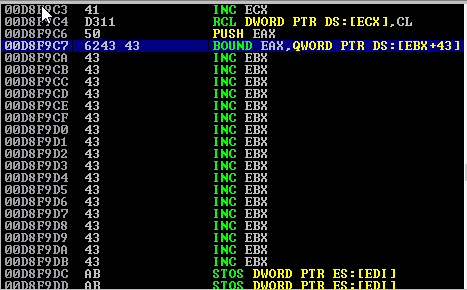 00D8F9C3 41 INC ECX
00D8F9C4 D311 RCL DWORD PTR DS:[ECX],CL
00D8F9C6 50 PUSH EAX
00D8F9C7 6243 43 BOUND EAX,QWORD PTR DS:[EBX+43]
00D8F9CA 43 INC EBX
00D8F9CB 43 INC EBX
00D8F9CC 43 INC EBX
00D8F9CD 43 INC EBX
00D8F9CE 43 INC EBX
00D8F9CF 43 INC EBX
00D8F9D0 43 INC EBX
00D8F9D1 43 INC EBX
00D8F9D2 43 INC EBX
00D8F9D3 43 INC EBX
00D8F9D4 43 INC EBX
00D8F9D5 43 INC EBX
00D8F9D6 43 INC EBX
00D8F9D7 43 INC EBX
00D8F9D8 43 INC EBX
00D8F9D9 43 INC EBX
00D8F9DA 43 INC EBX
00D8F9DB 43 INC EBX
00D8F9DC AB STOS DWORD PTR ES:[EDI]
00D8F9DD AB STOS DWORD PTR ES:[EDI]